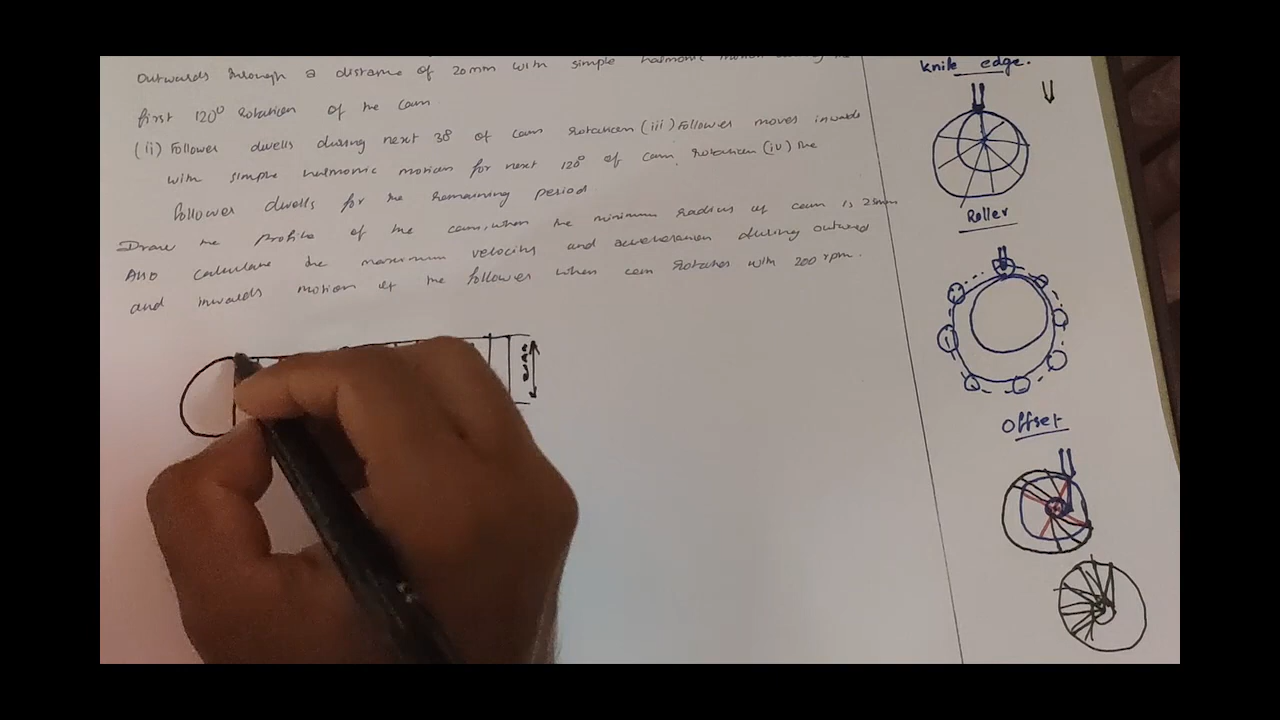 Outwards through a distance of 20mm with simple harmonic motion during the
first 120° rotation of the cam
(ii) Follower dwells during next 30 of cam rotation (iii) Follower moves inwards
with simple harmonic motion for next 120° of cam rotation (iv) the
follower dwells for the remaining period
Draw the profile of the cam, when the minimum radius of cam is 25mm
Also calculate the maximum velocity and acceleration during outward
and inwards motion of the follower when cam rotates with 200 rpm.
Knife edge.
Roller
Offset